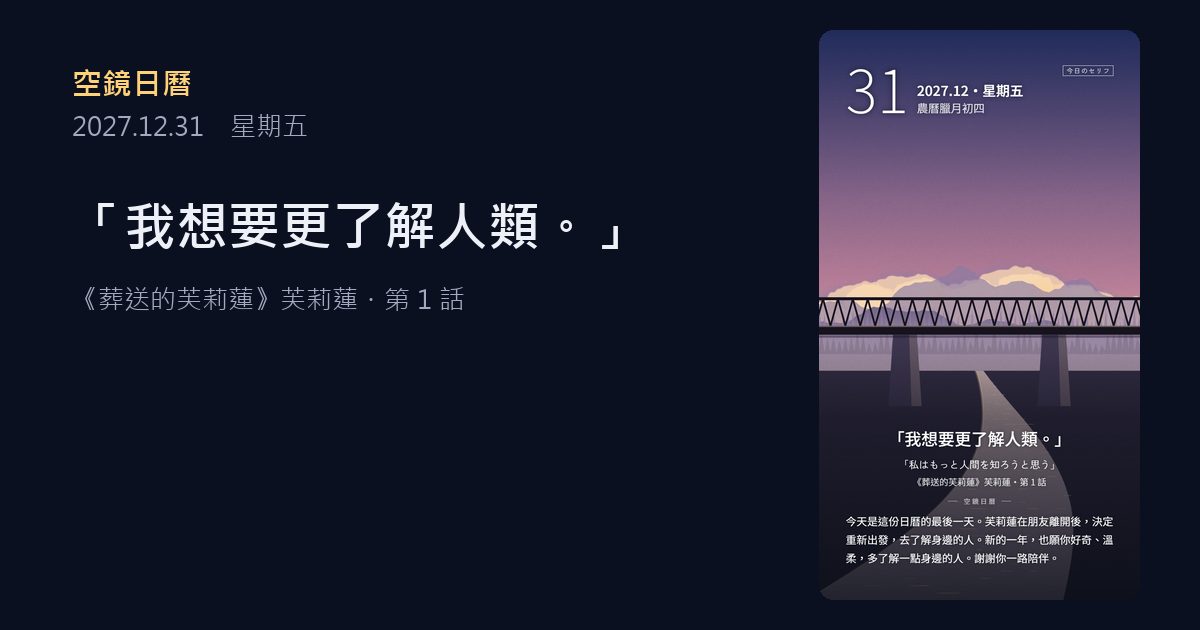 空鏡日曆
2027.12.31 星期五
「我想要更了解人類。」
《葬送的芙莉蓮》芙莉蓮·第 1 話
31
2027.12・星期五
農曆臘月初四
今日のセリフ
「我想要更了解人類。」
「私はもっと人間を知ろうと思う」
《葬送的芙莉蓮》芙莉蓮・第 1 話
空鏡日曆
今天是這份日曆的最後一天。芙莉蓮在朋友離開後，決定
重新出發，去了解身邊的人。新的一年，也願你好奇、溫
柔，多了解一點身邊的人。謝謝你一路陪伴。